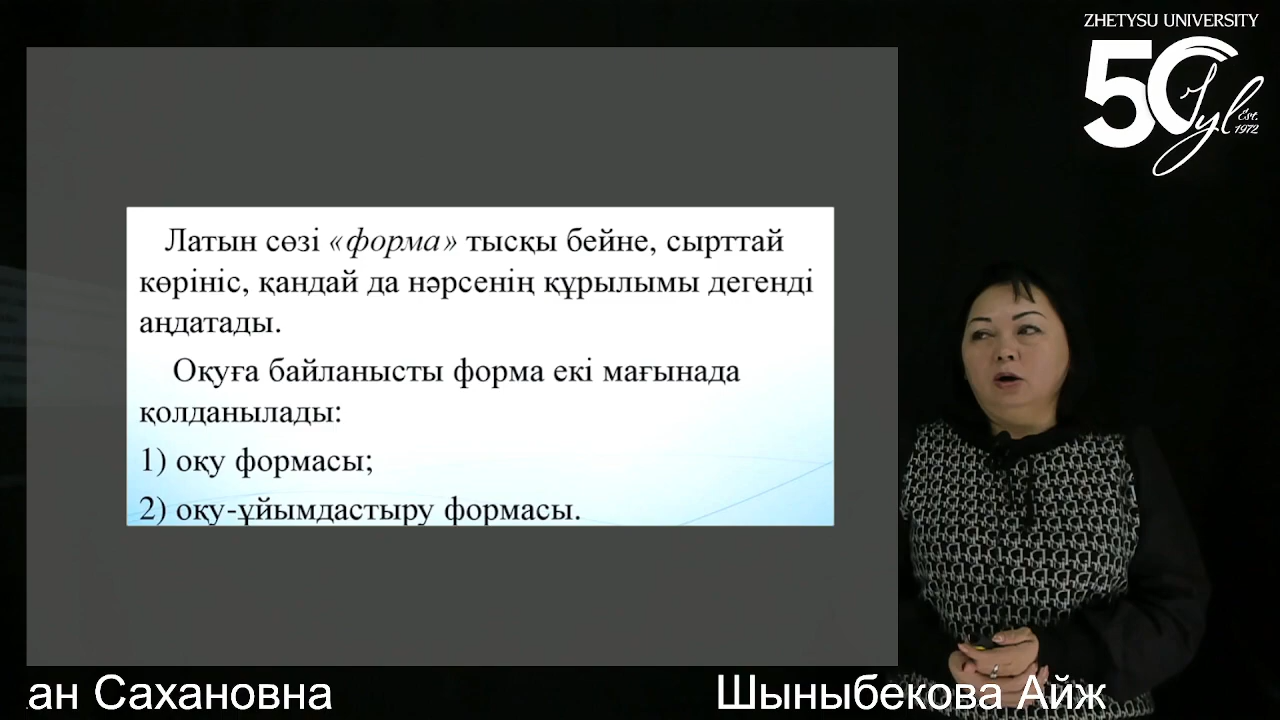 ZHETYSU UNIVERSITY
50 Jyl
Est.
1972
Латын сөзі «форма» тысқы бейне, сырттай
көрініс, қандай да нәрсенің құрылымы дегенді
аңдатады.
Оқуға байланысты форма екі мағынада
қолданылады:
1) оқу формасы;
2) оқу-ұйымдастыру формасы.
ан Сахановна
Шыныбекова Айж